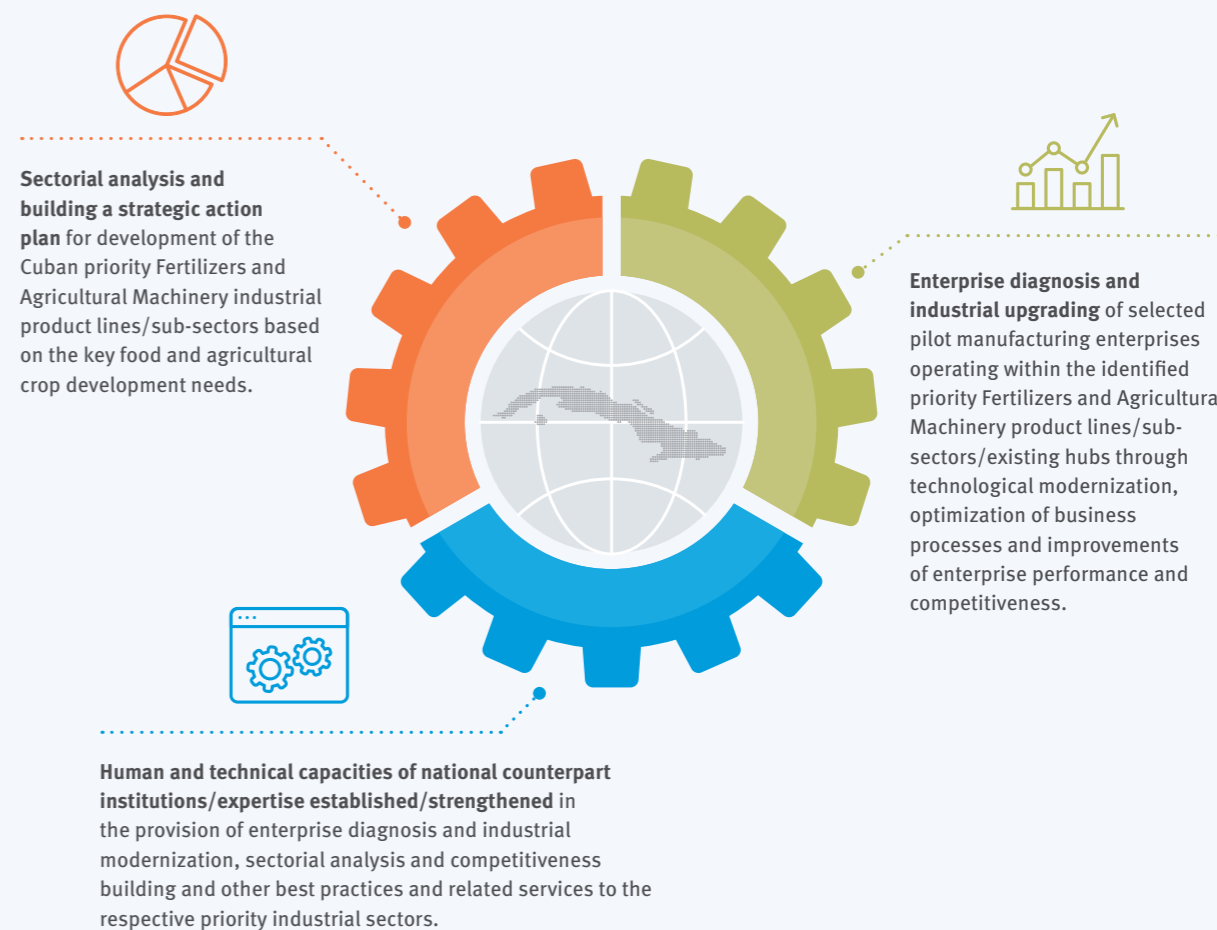 Sectorial analysis and
building a strategic action
plan for development of the
Cuban priority Fertilizers and
Agricultural Machinery industrial
product lines/sub-sectors based
on the key food and agricultural
crop development needs.
Enterprise diagnosis and
industrial upgrading of selected
pilot manufacturing enterprises
operating within the identified
priority Fertilizers and Agricultura
Machinery product lines/sub-
sectors/existing hubs through
technological modernization,
optimization of business
processes and improvements
of enterprise performance and
competitiveness.
Human and technical capacities of national counterpart
institutions/expertise established/strengthened in
the provision of enterprise diagnosis and industrial
modernization, sectorial analysis and competitiveness
building and other best practices and related services to the
respective priority industrial sectors.